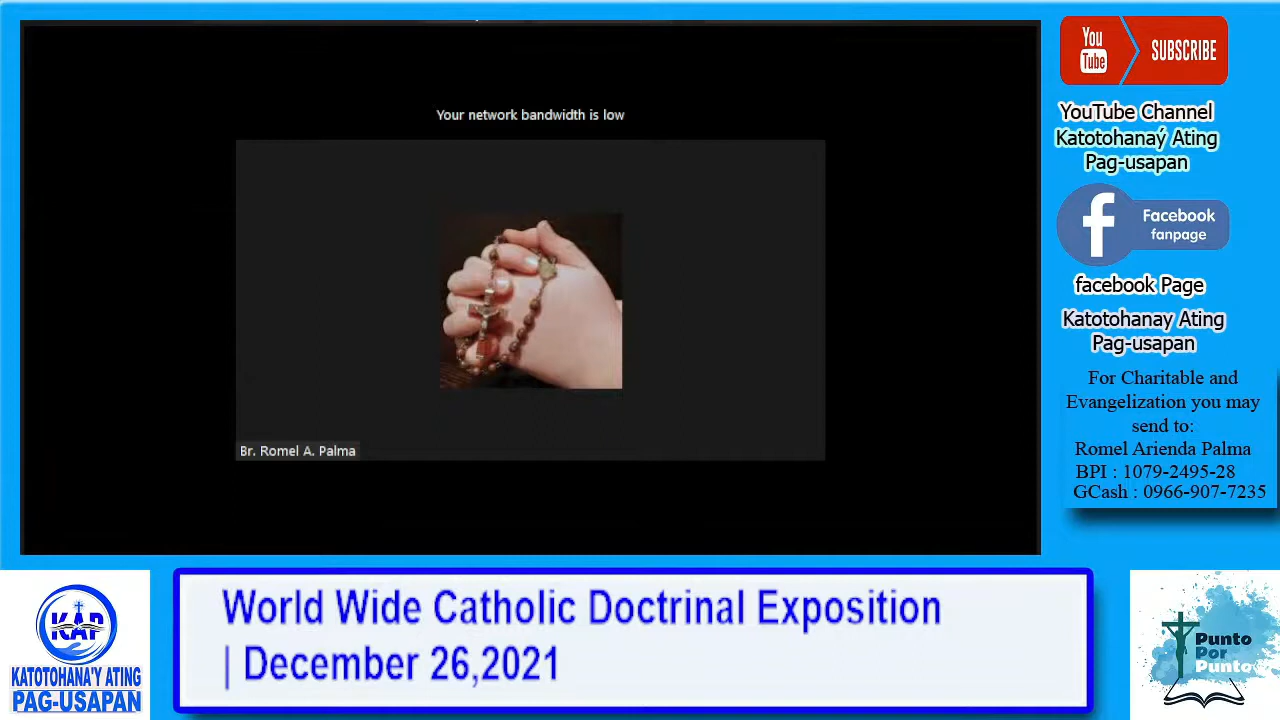 Your network bandwidth is low
Br. Romel A. Palma
You
Tube
SUBSCRIBE
YouTube Channel
Katotohanaý Ating
Pag-usapan
Facebook
fanpage
facebook Page
Katotohanay Ating
Pag-usapan
For Charitable and
Evangelization you may
send to:
Romel Arienda Palma
BPI : 1079-2495-28
GCash : 0966-907-7235
KAP
KATOTOHANA'Y ATING
PAG-USAPAN
World Wide Catholic Doctrinal Exposition
| December 26,2021
Punto
Por
Punto